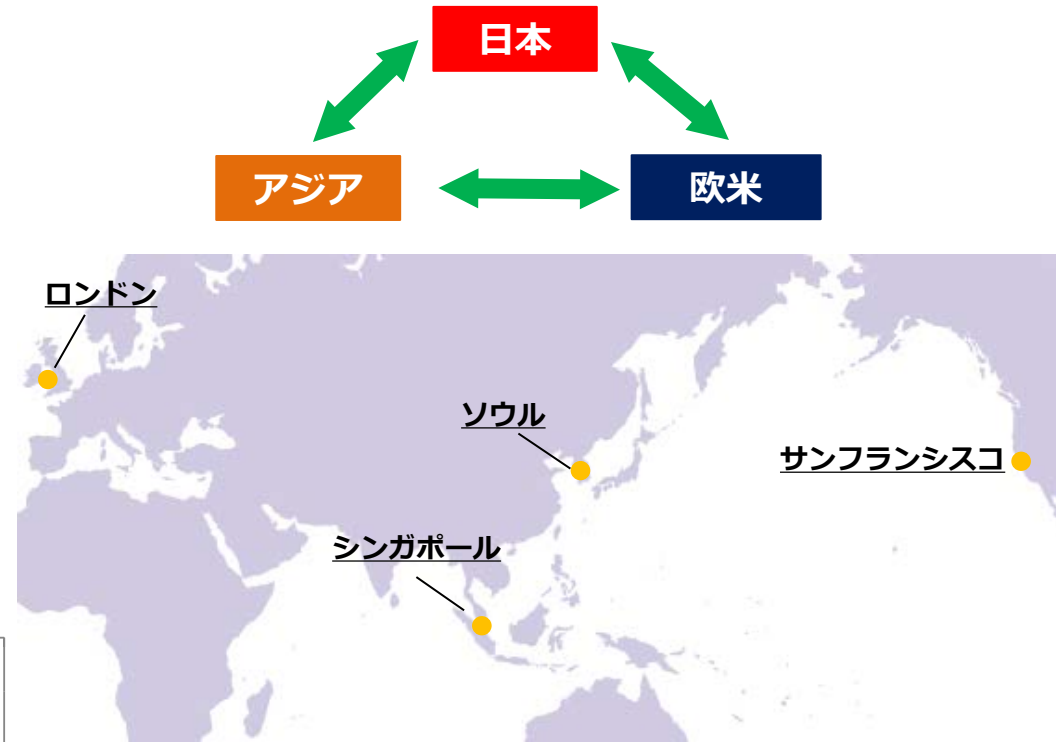 日本
アジア
欧米
ロンドン
ソウル
サンフランシスコ
シンガポール